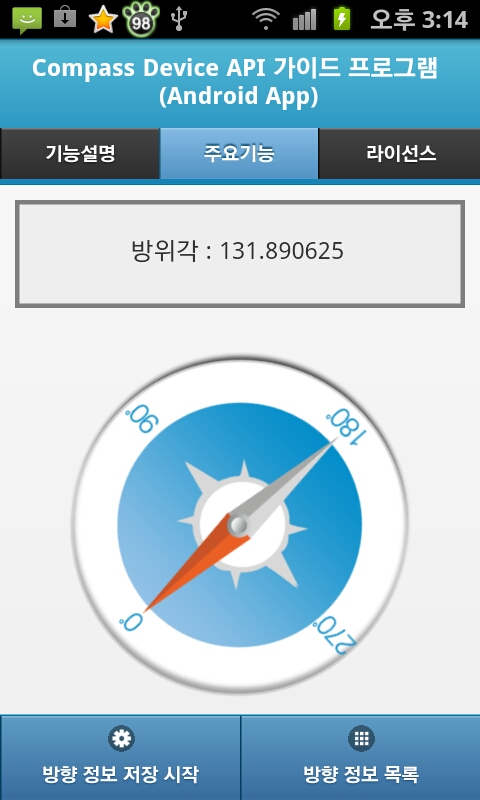 98
오후 3:14
Compass Device API 가이드 프로그램
(Android App)
기능설명
주요기능
라이선스
방위각 : 131.890625
90°
180°
0°
270°
방향 정보 저장 시작
방향 정보 목록